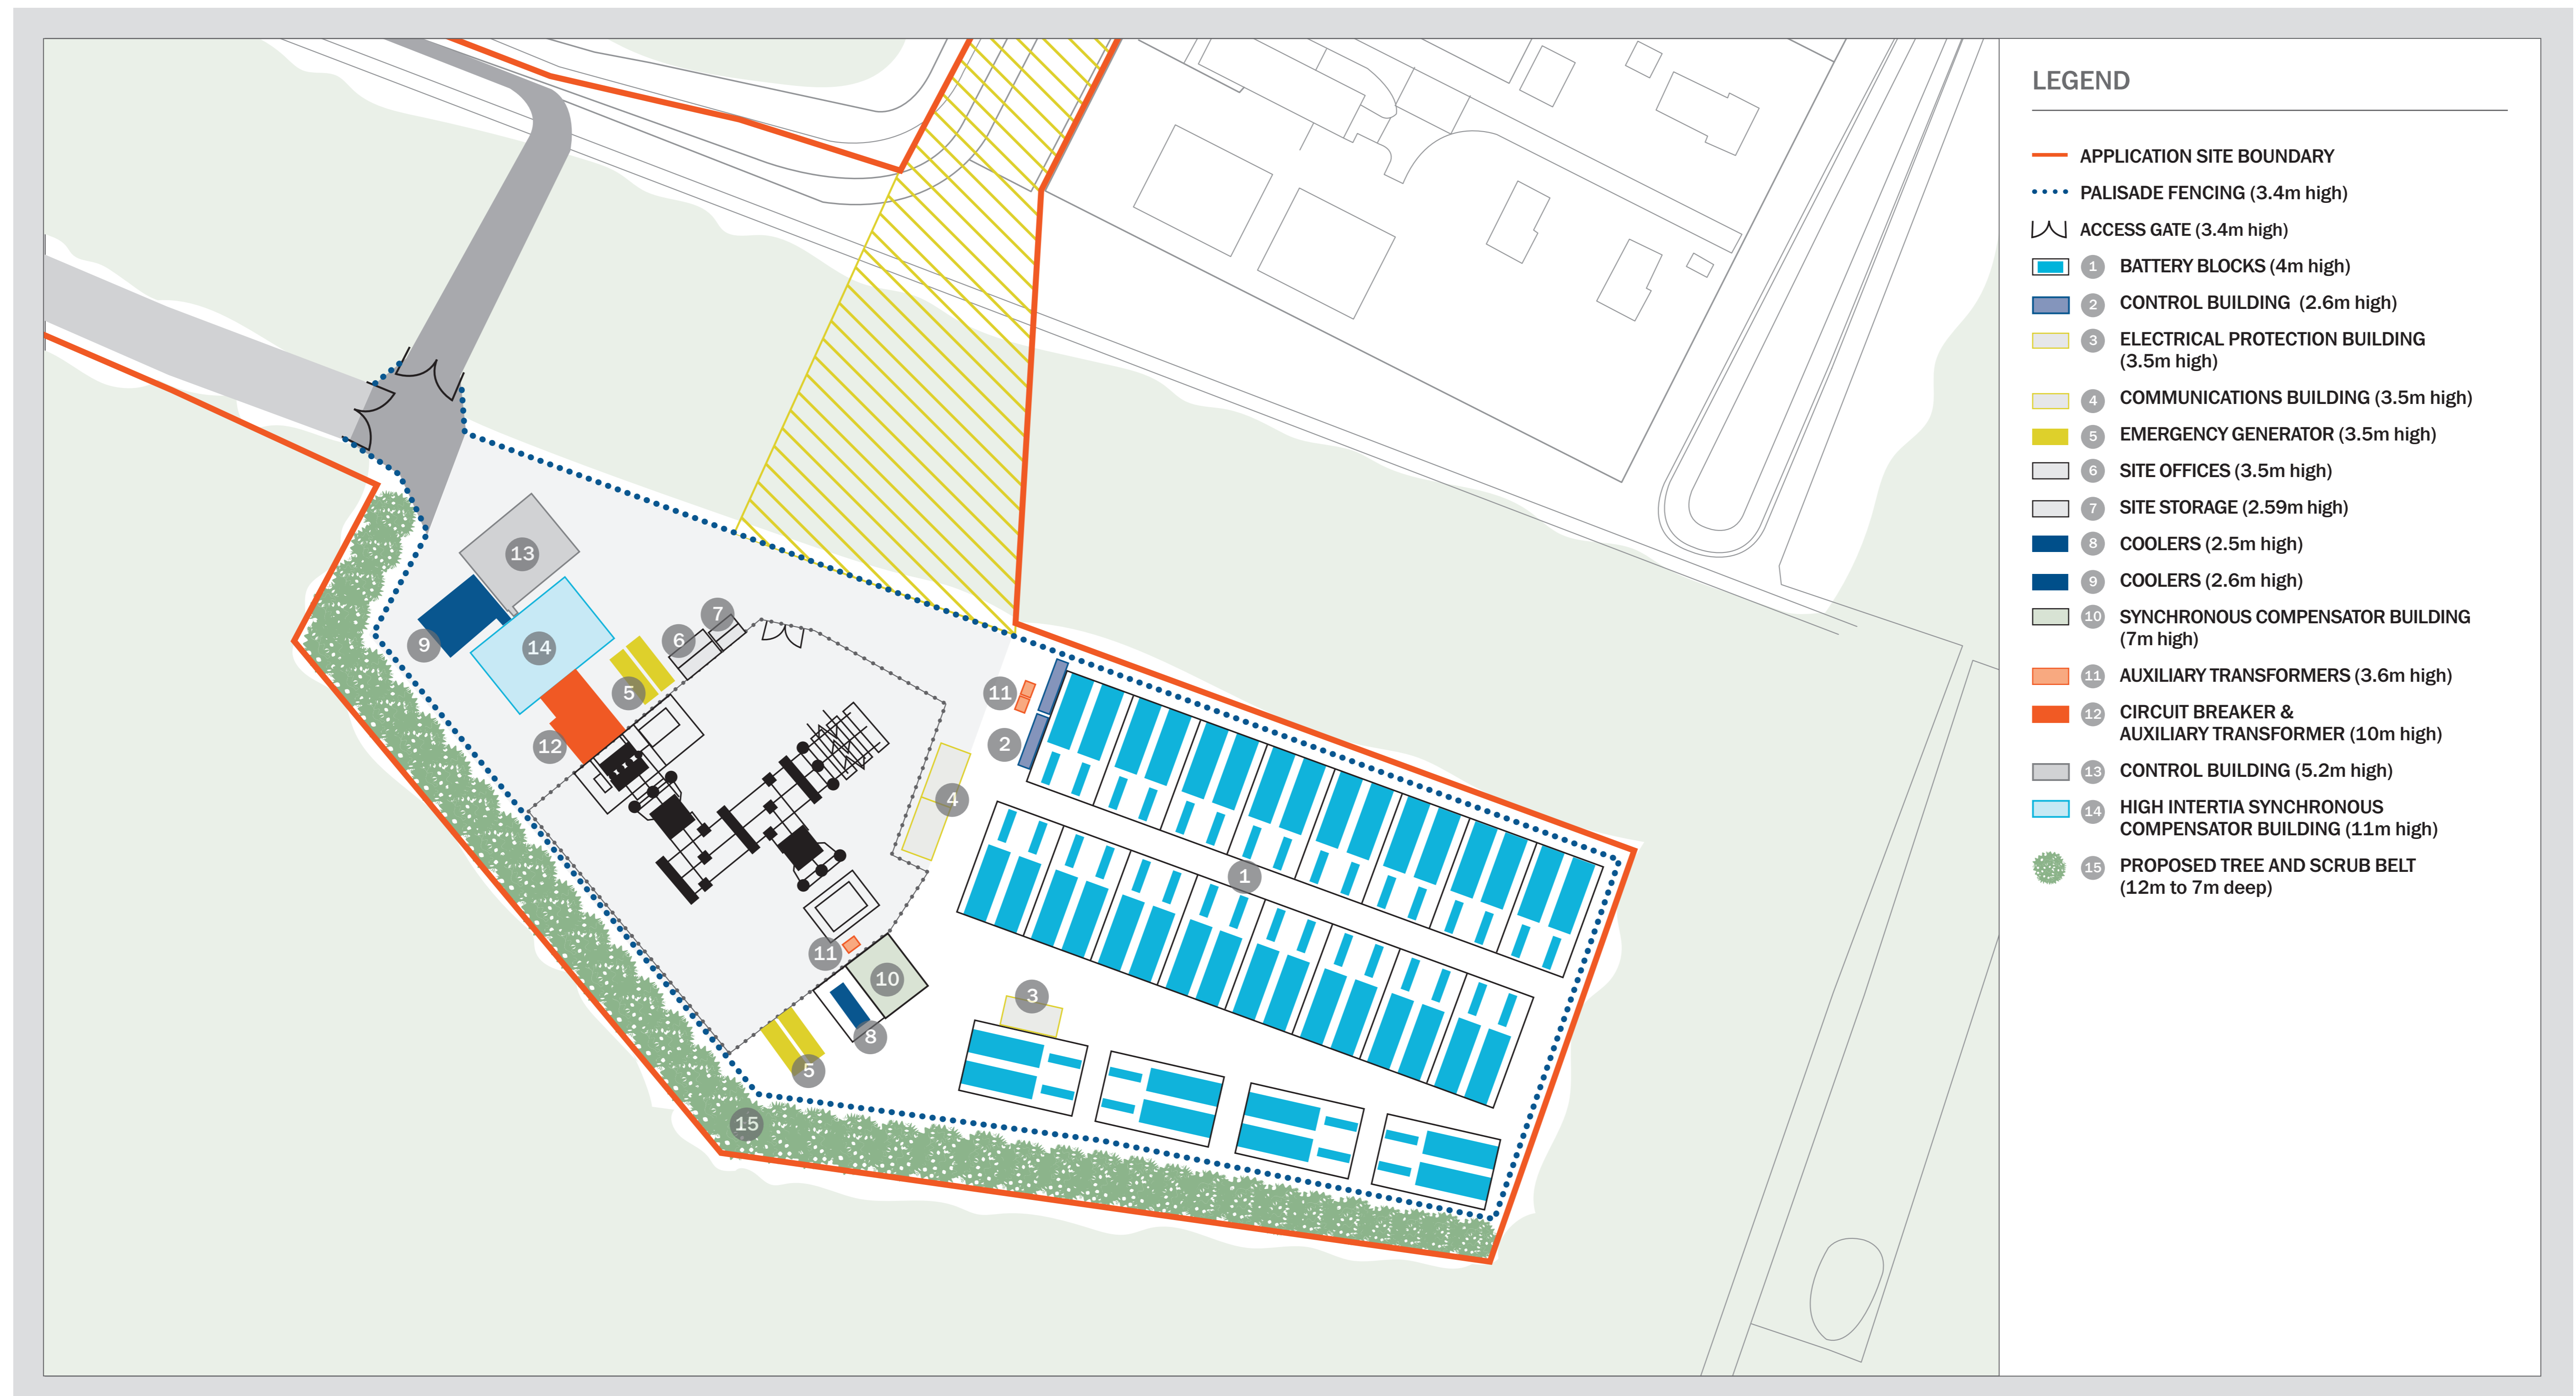 13
9
14
7
6
5
12
11
2
4
1
11
10
3
8
5
15
LEGEND
APPLICATION SITE BOUNDARY
PALISADE FENCING (3.4m high)
ACCESS GATE (3.4m high)
1 BATTERY BLOCKS (4m high)
2 CONTROL BUILDING (2.6m high)
3 ELECTRICAL PROTECTION BUILDING
(3.5m high)
4 COMMUNICATIONS BUILDING (3.5m high)
5 EMERGENCY GENERATOR (3.5m high)
6 SITE OFFICES (3.5m high)
7 SITE STORAGE (2.59m high)
8 COOLERS (2.5m high)
9 COOLERS (2.6m high)
10 SYNCHRONOUS COMPENSATOR BUILDING
(7m high)
11 AUXILIARY TRANSFORMERS (3.6m high)
12 CIRCUIT BREAKER &
AUXILIARY TRANSFORMER (10m high)
13 CONTROL BUILDING (5.2m high)
14 HIGH INTERTIA SYNCHRONOUS
COMPENSATOR BUILDING (11m high)
15 PROPOSED TREE AND SCRUB BELT
(12m to 7m deep)